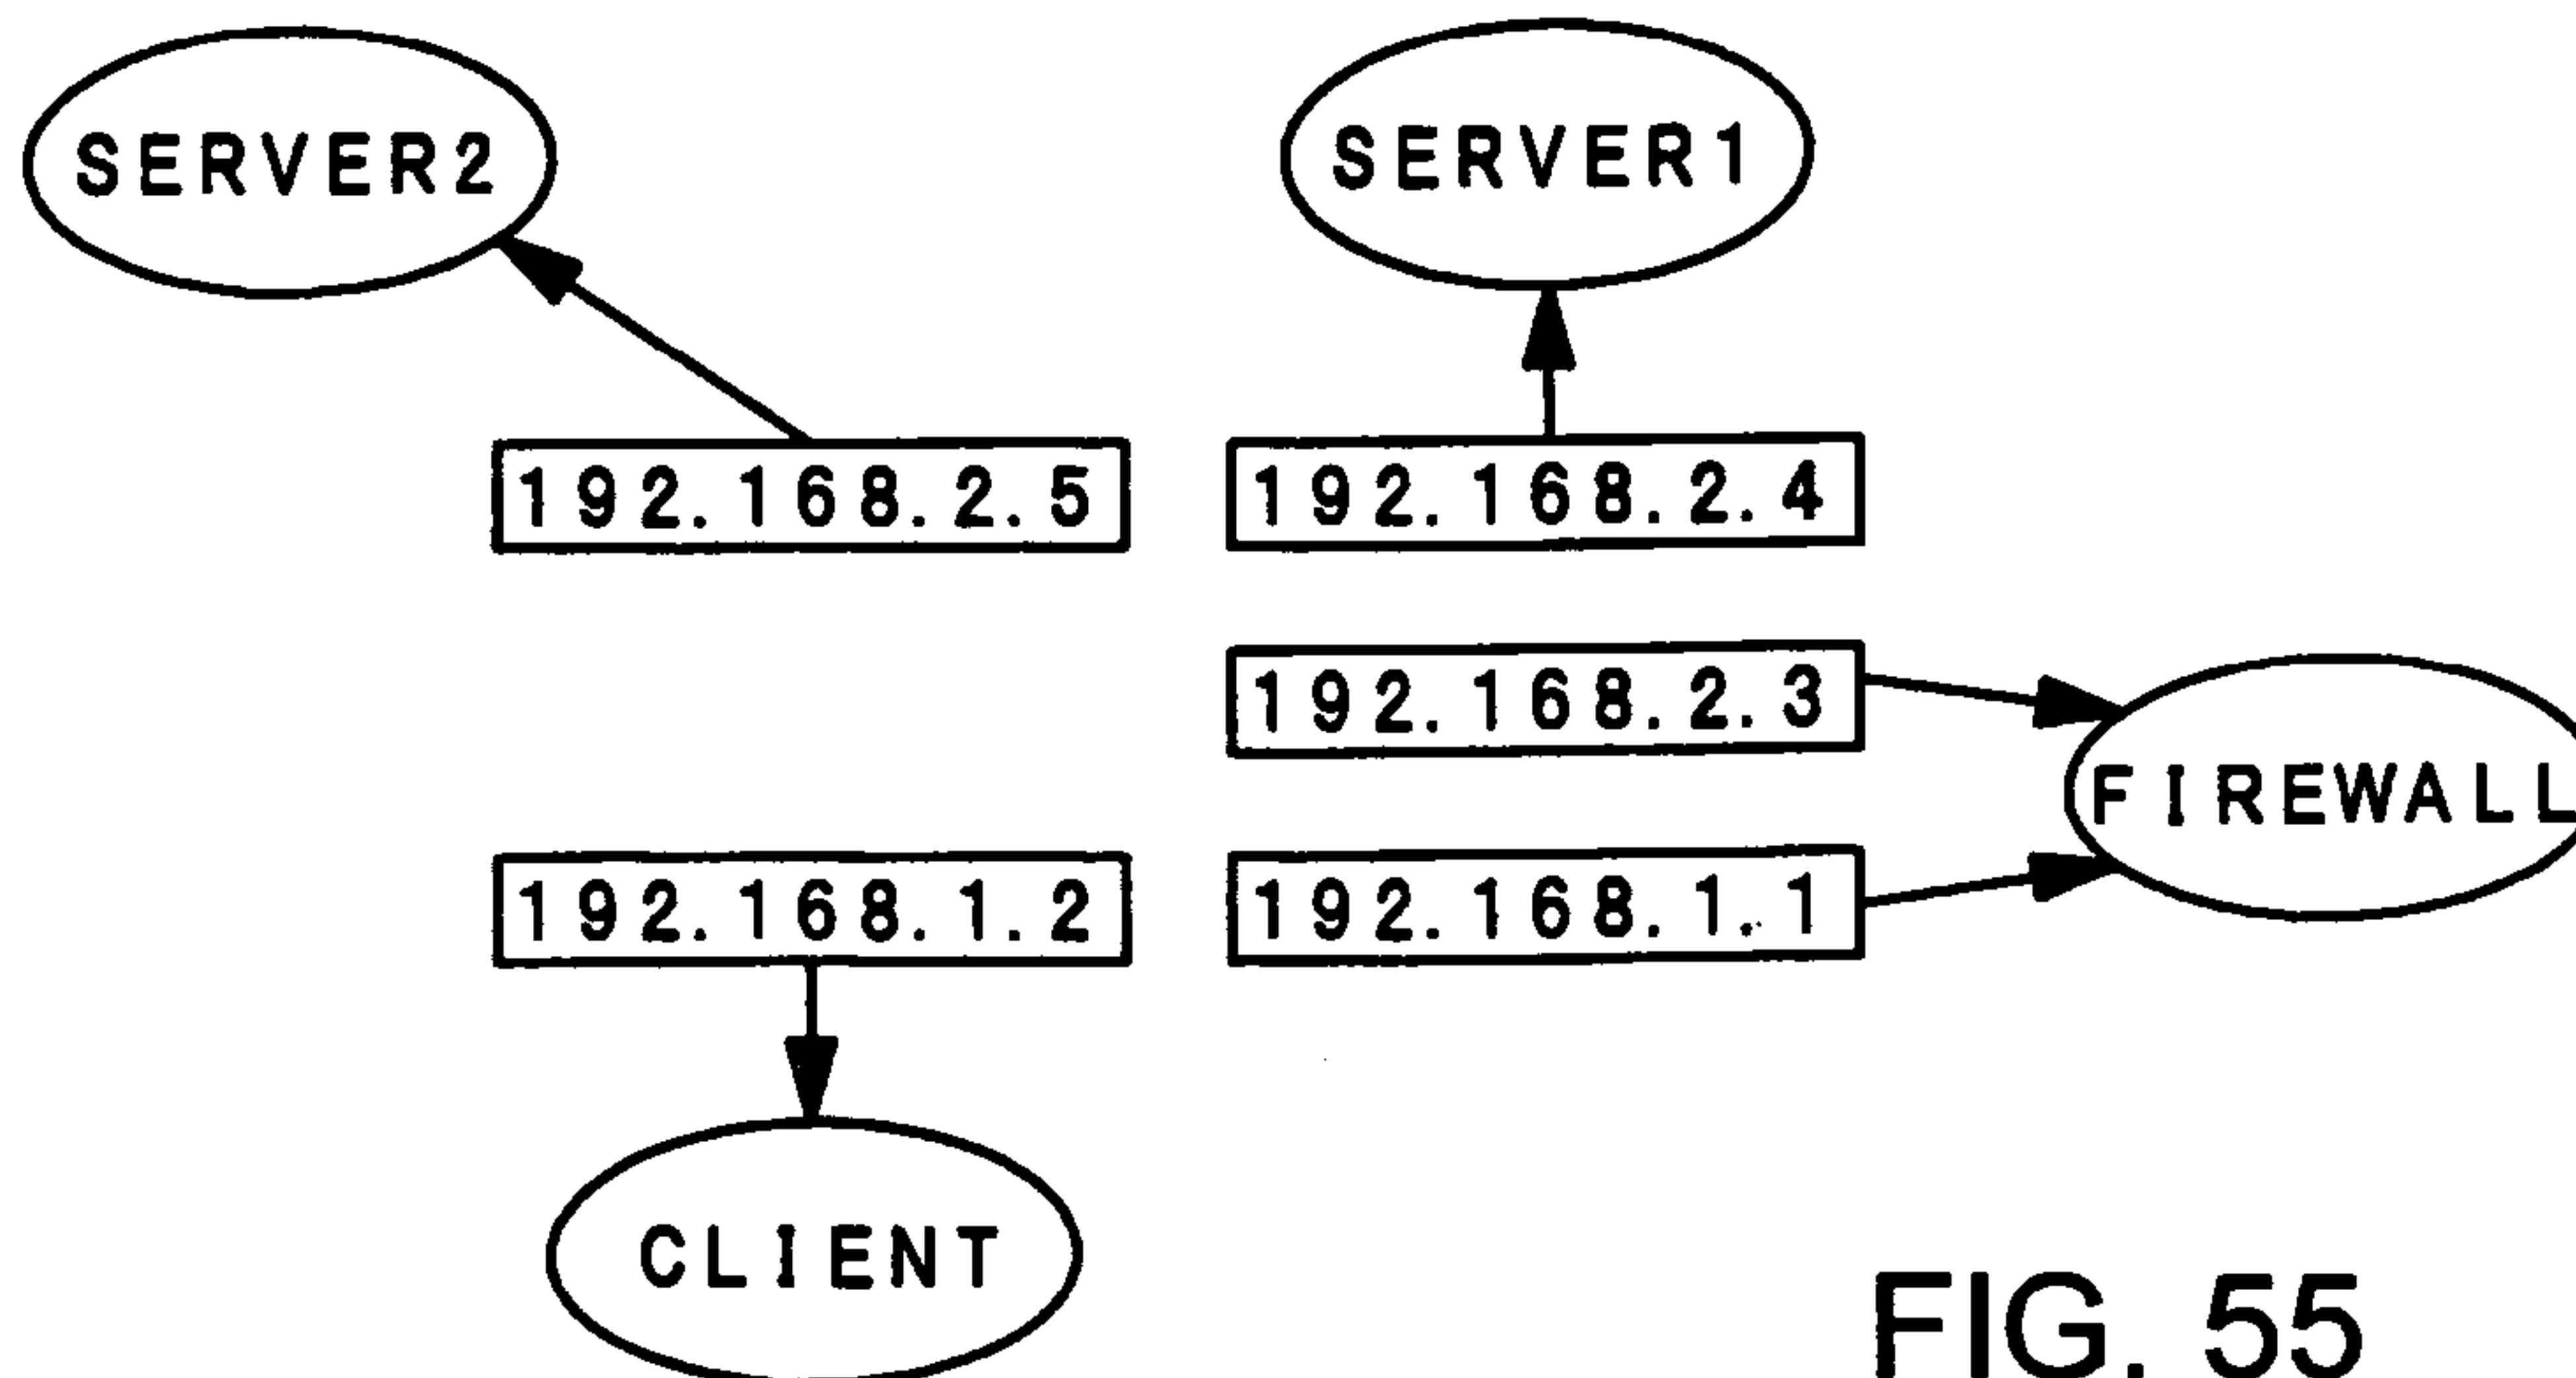 SERVER2
SERVER1
192.168.2.5
192.168.2.4
192.168.2.3
FIREWALL
192.168.1.2
192.168.1.1
CLIENT
FIG. 55